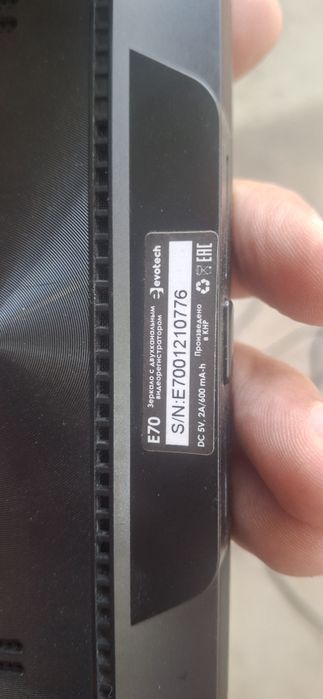 E70
Зеркало с двухканальным
видеорегистратором
evotech
S/N:E7001210776
DC 5V, 2A/600 mA-h
Произведено
в КНР
EAC